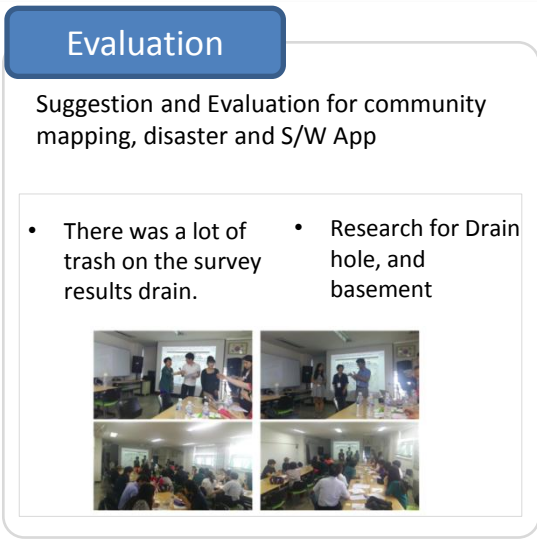 Evaluation
Suggestion and Evaluation for community
mapping, disaster and S/W App
• There was a lot of
trash on the survey
results drain.
• Research for Drain
hole, and
basement